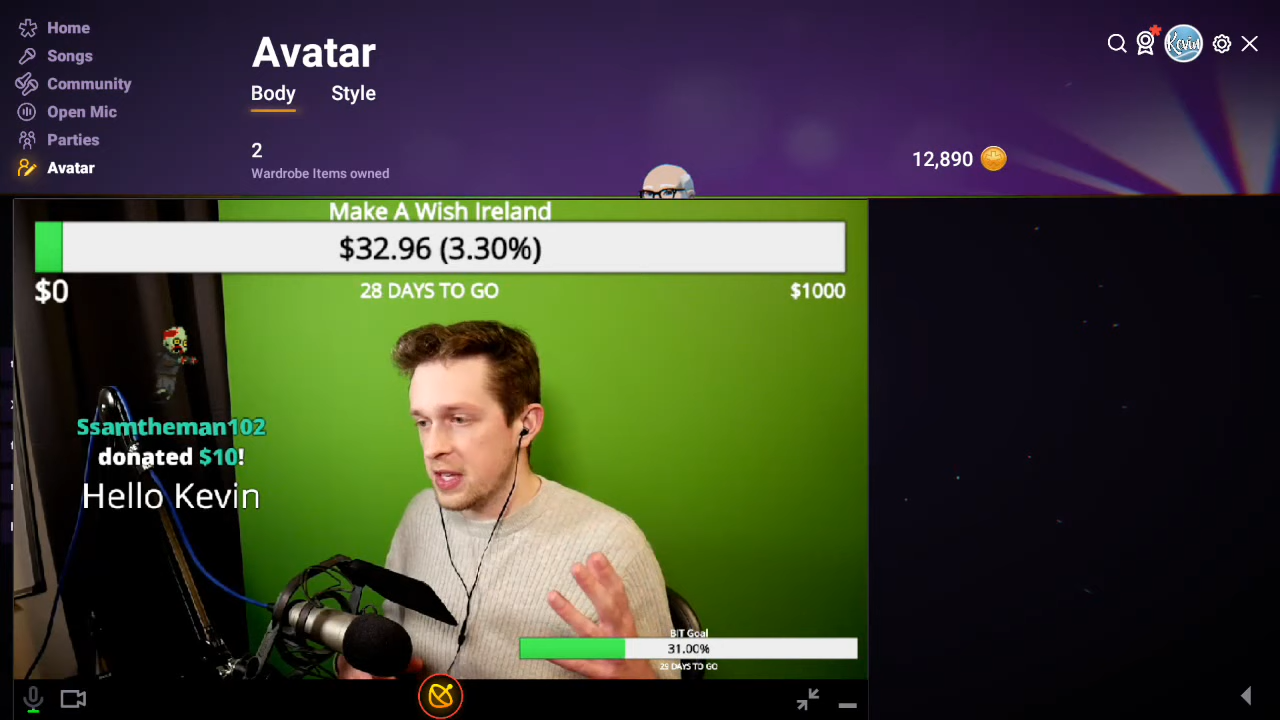 Home
Songs
Community
Open Mic
Parties
Avatar
Avatar
Body Style
2
Wardrobe Items owned
Kevin
12,890
Make A Wish Ireland
$32.96 (3.30%)
$0
28 DAYS TO GO
$1000
Ssamtheman102
donated $10!
Hello Kevin
BIT Goal
31.00%
29 DAYS TO GO